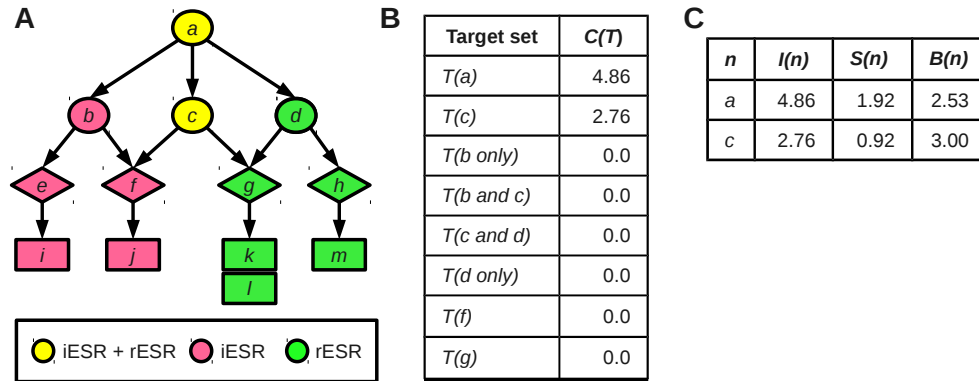 A
a
b
c
d
e
f
g
h
i
j
k
m
l
iESR + rESR
iESR
rESR
B
Target set C(T)
T(a) 4.86
T(c) 2.76
T(b only) 0.0
T(b and c) 0.0
T(c and d) 0.0
T(d only) 0.0
T(f) 0.0
T(g) 0.0
C
n I(n) S(n) B(n)
a 4.86 1.92 2.53
c 2.76 0.92 3.00